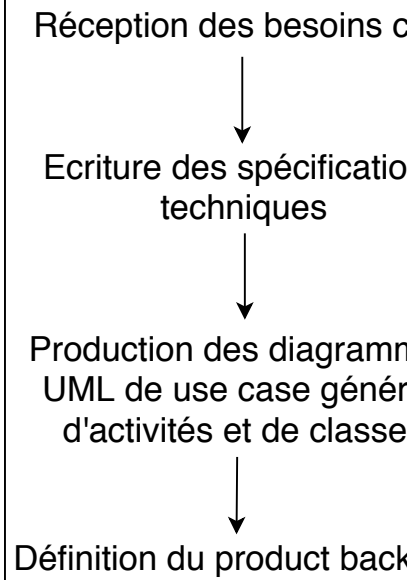 Réception des besoins c
Ecriture des spécificatio
techniques
Production des diagramm
UML de use case génér
d'activités et de classe
Définition du product back